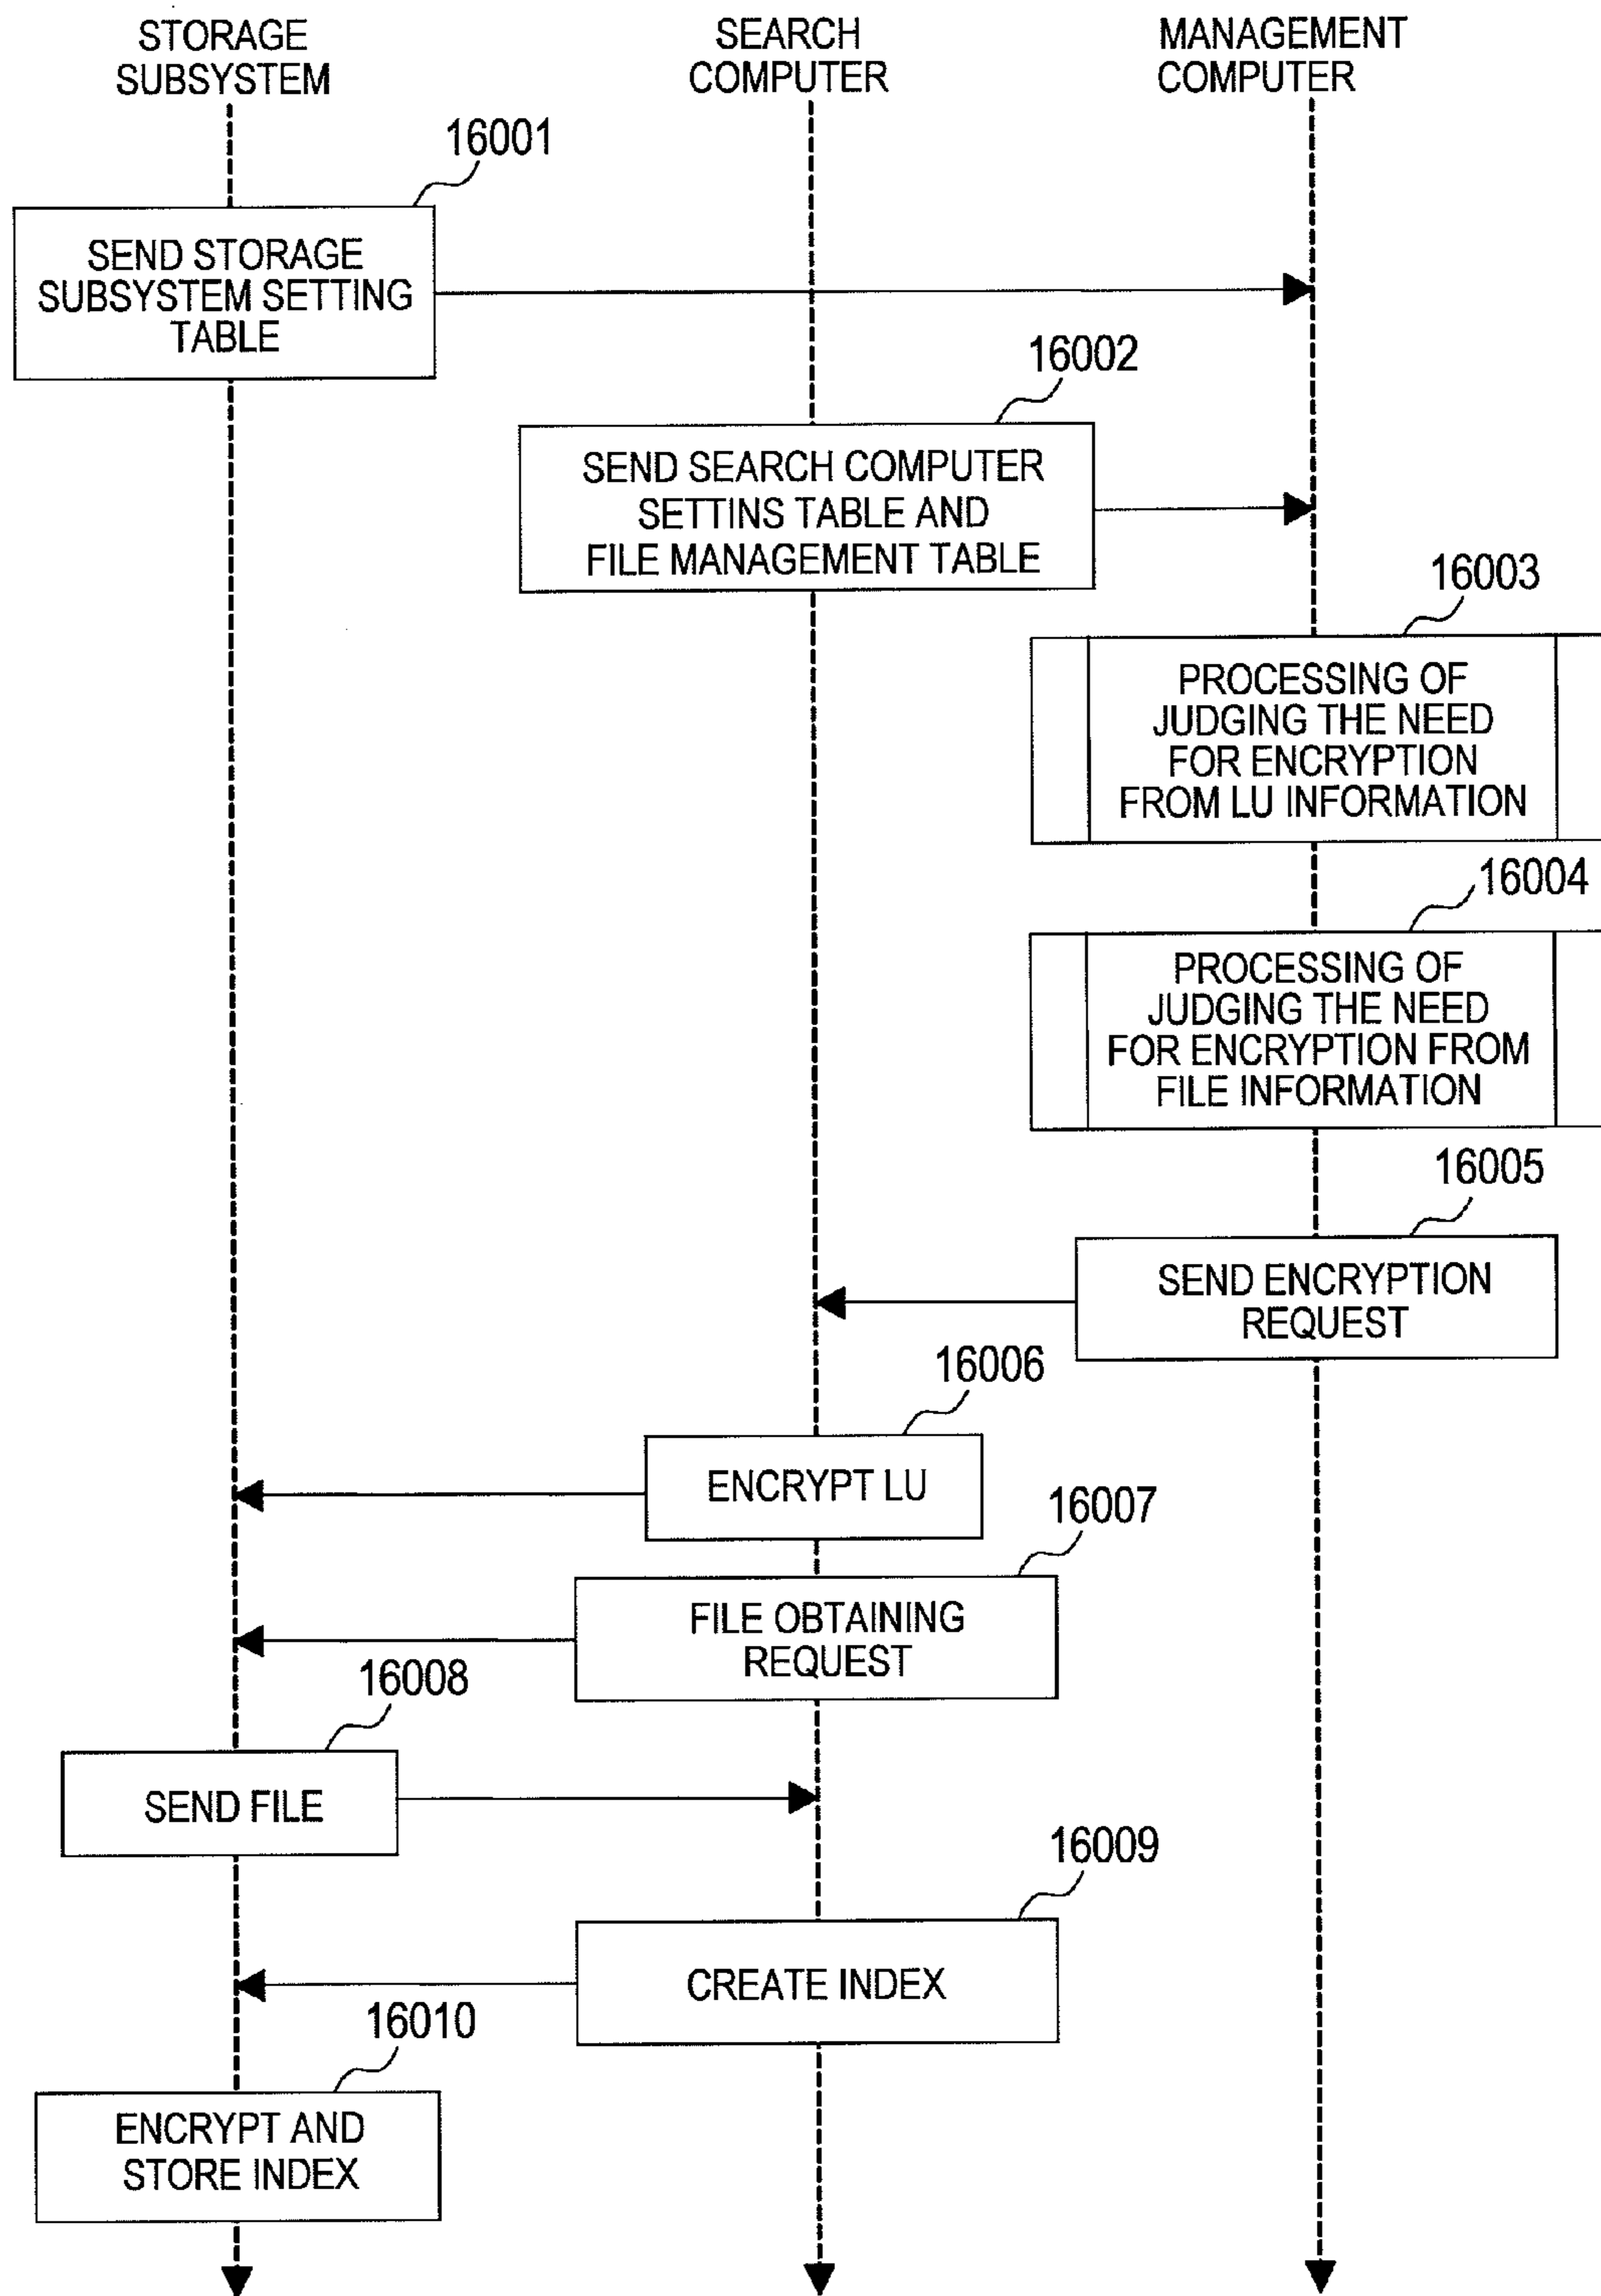 STORAGE
SUBSYSTEM
SEARCH
COMPUTER
MANAGEMENT
COMPUTER
16001
SEND STORAGE
SUBSYSTEM SETTING
TABLE
16002
SEND SEARCH COMPUTER
SETTINS TABLE AND
FILE MANAGEMENT TABLE
16003
PROCESSING OF
JUDGING THE NEED
FOR ENCRYPTION
FROM LU INFORMATION
16004
PROCESSING OF
JUDGING THE NEED
FOR ENCRYPTION FROM
FILE INFORMATION
16005
SEND ENCRYPTION
REQUEST
16006
ENCRYPT LU
16007
FILE OBTAINING
REQUEST
16008
SEND FILE
16009
CREATE INDEX
16010
ENCRYPT AND
STORE INDEX